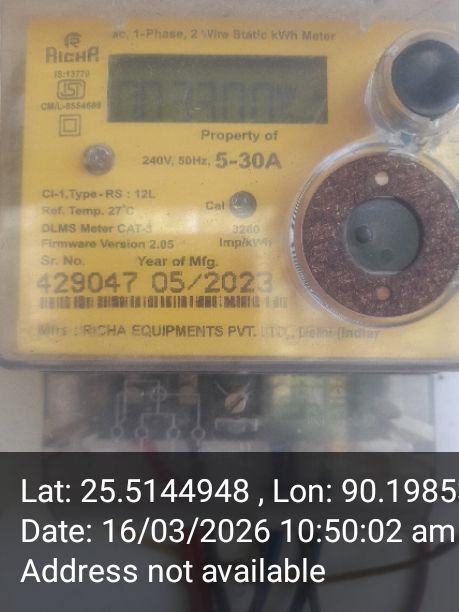 ac, 1-Phase, 2 Wire Static kWh Meter
RICHA
IS:13779
ISI
CM/L-8554669
Property of
240V, 50Hz, 5-30A
Cl-1,Type - RS : 12L
Cal
Ref. Temp. 27°C
DLMS Meter CAT-3
3200
Firmware Version 2.05
Imp/kWh
Sr. No.
Year of Mfg.
429047 05/2023
Mfrs : RICHA EQUIPMENTS PVT. LTD., Delhi (India)
Lat: 25.5144948 , Lon: 90.1985
Date: 16/03/2026 10:50:02 am
Address not available